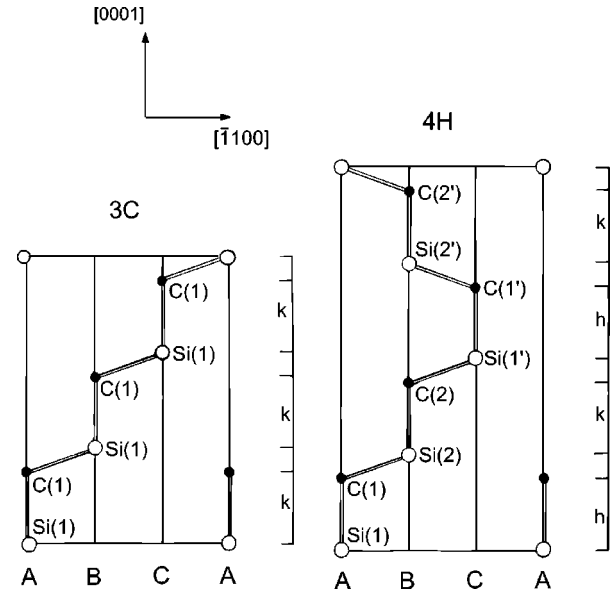 [0001]
[1̄100]
3C
C(1)
k
Si(1)
C(1)
k
Si(1)
C(1)
k
Si(1)
A B C A
4H
C(2')
k
Si(2')
C(1')
h
Si(1')
C(2)
k
Si(2)
C(1)
h
Si(1)
A B C A